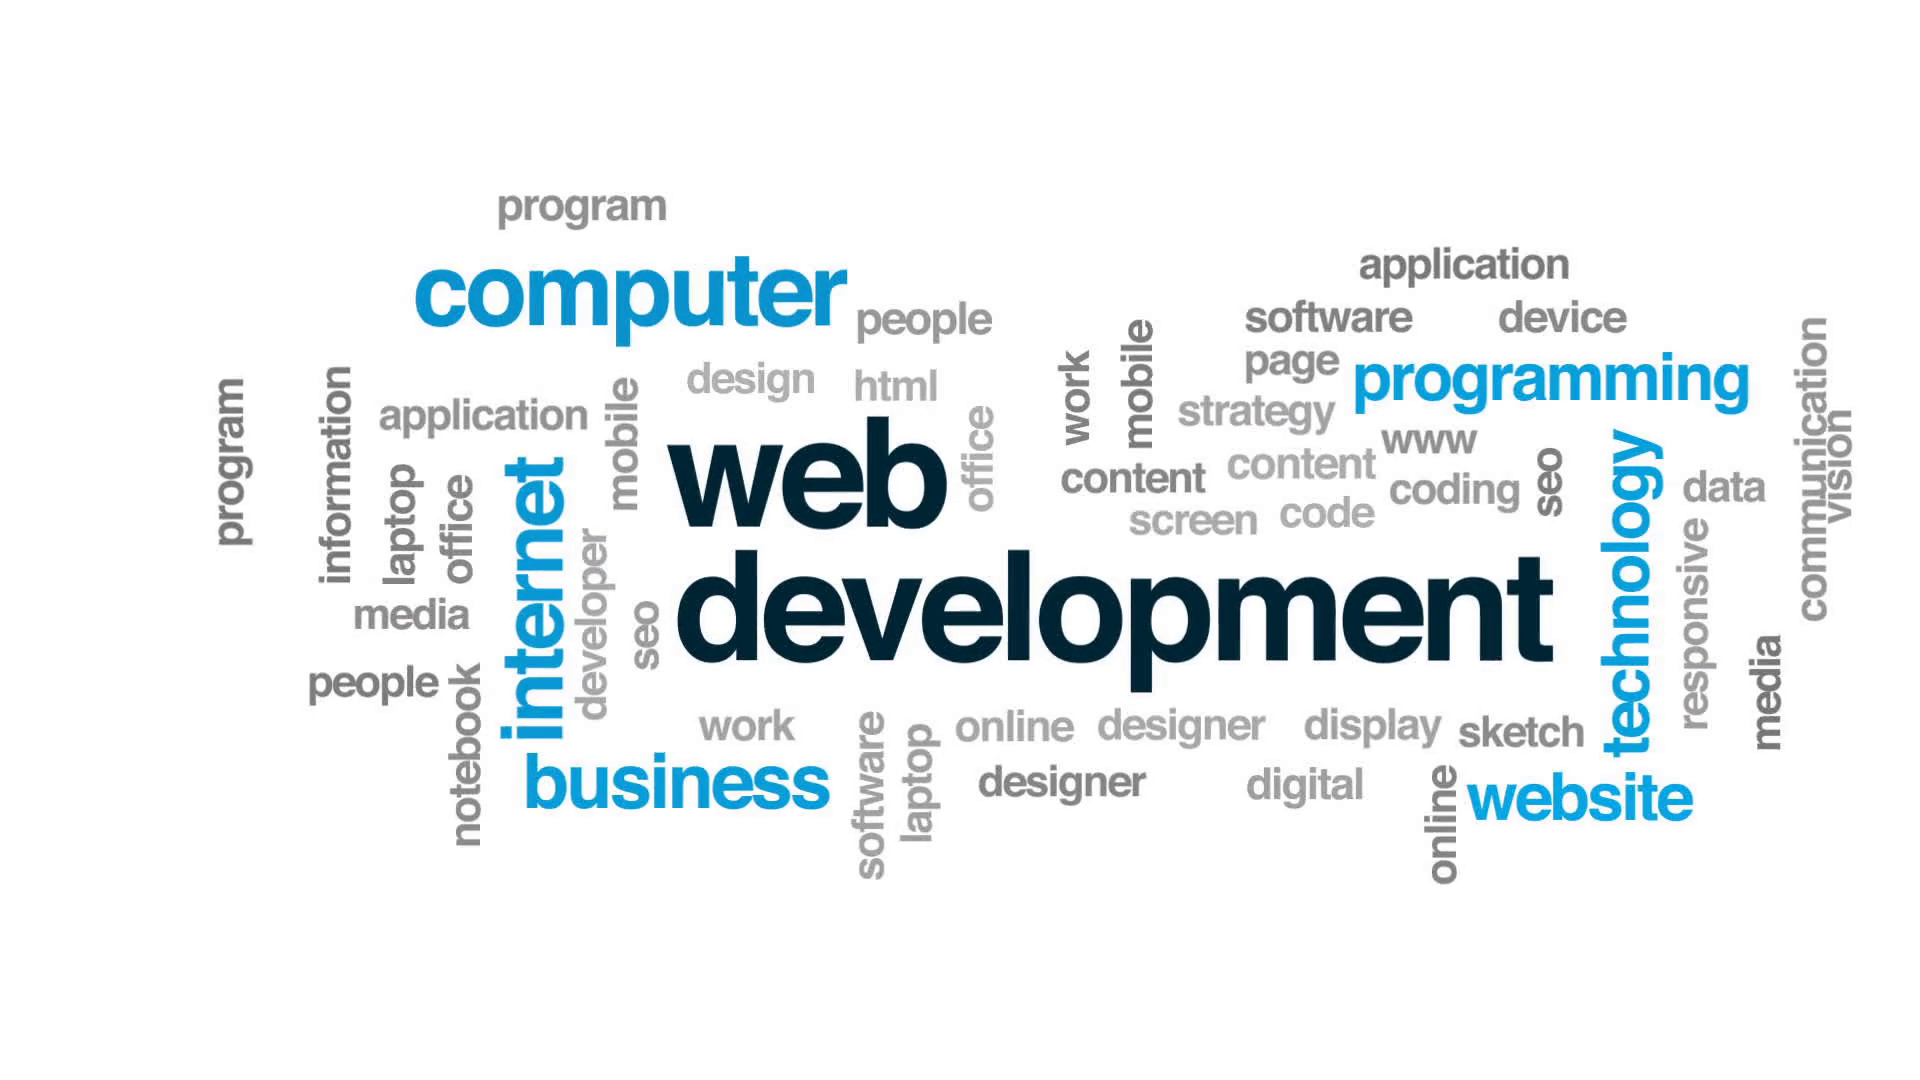 program
computer
people
application
software
device
page
programming
communication
vision
work
mobile
strategy
www
content
content
coding
seo
screen
code
technology
data
responsive
media
design
html
office
program
information
application
mobile
laptop
office
internet
developer
seo
media
people
notebook
web
development
work
business
software
laptop
online
designer
designer
display
digital
sketch
online
website